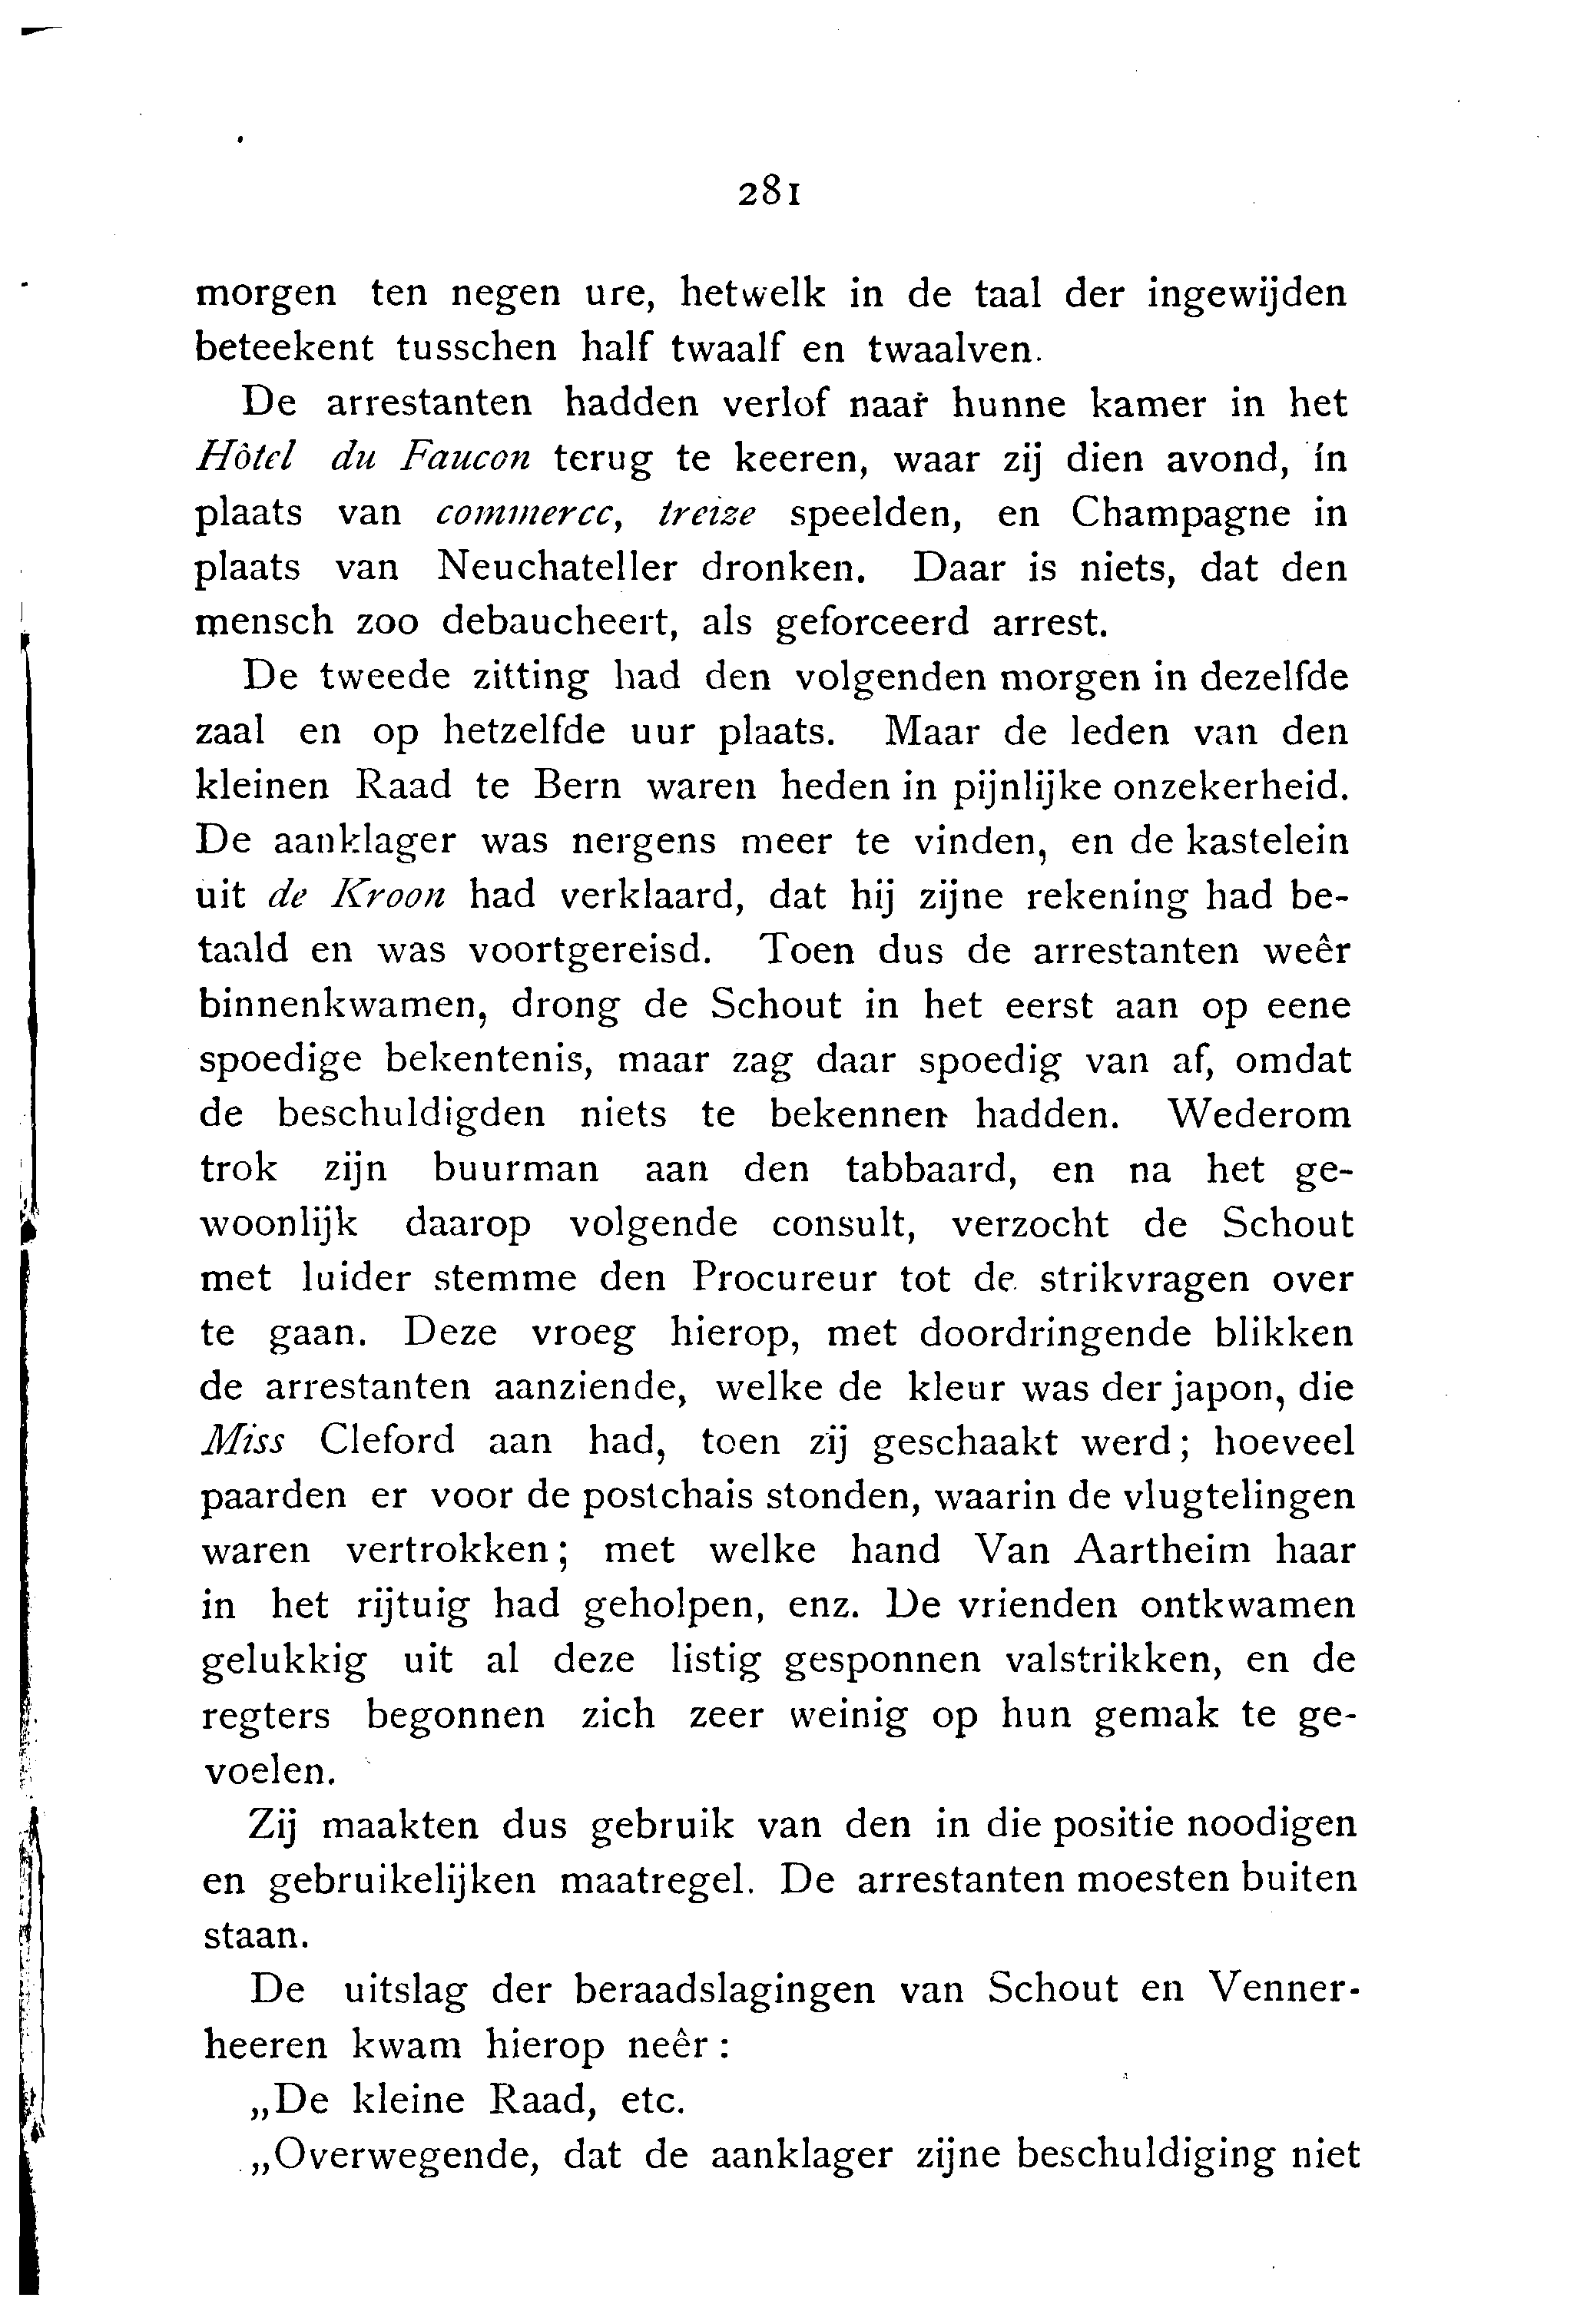 281
morgen ten negen ure, hetwelk in de taal der ingewijden
beteekent tusschen half twaalf en twaalven.
De arrestanten hadden verlof naar hunne kamer in het
Hôtel du Faucon terug te keeren, waar zij dien avond, in
plaats van commerce, treize speelden, en Champagne in
plaats van Neuchateller dronken. Daar is niets, dat den
mensch zoo debaucheert, als geforceerd arrest.
De tweede zitting had den volgenden morgen in dezelfde
zaal en op hetzelfde uur plaats. Maar de leden van den
kleinen Raad te Bern waren heden in pijnlijke onzekerheid.
De aanklager was nergens meer te vinden, en de kastelein
uit de Kroon had verklaard, dat hij zijne rekening had be-
taald en was voortgereisd. Toen dus de arrestanten weêr
binnenkwamen, drong de Schout in het eerst aan op eene
spoedige bekentenis, maar zag daar spoedig van af, omdat
de beschuldigden niets te bekennen hadden. Wederom
trok zijn buurman aan den tabbaard, en na het ge-
woonlijk daarop volgende consult, verzocht de Schout
met luider stemme den Procureur tot de strikvragen over
te gaan. Deze vroeg hierop, met doordringende blikken
de arrestanten aanziende, welke de kleur was der japon, die
Miss Cleford aan had, toen zij geschaakt werd; hoeveel
paarden er voor de postchais stonden, waarin de vlugtelingen
waren vertrokken; met welke hand Van Aartheim haar
in het rijtuig had geholpen, enz. De vrienden ontkwamen
gelukkig uit al deze listig gesponnen valstrikken, en de
regters begonnen zich zeer weinig op hun gemak te ge-
voelen.
Zij maakten dus gebruik van den in die positie noodigen
en gebruikelijken maatregel. De arrestanten moesten buiten
staan.
De uitslag der beraadslagingen van Schout en Venner-
heeren kwam hierop neêr:
„De kleine Raad, etc.
„Overwegende, dat de aanklager zijne beschuldiging niet